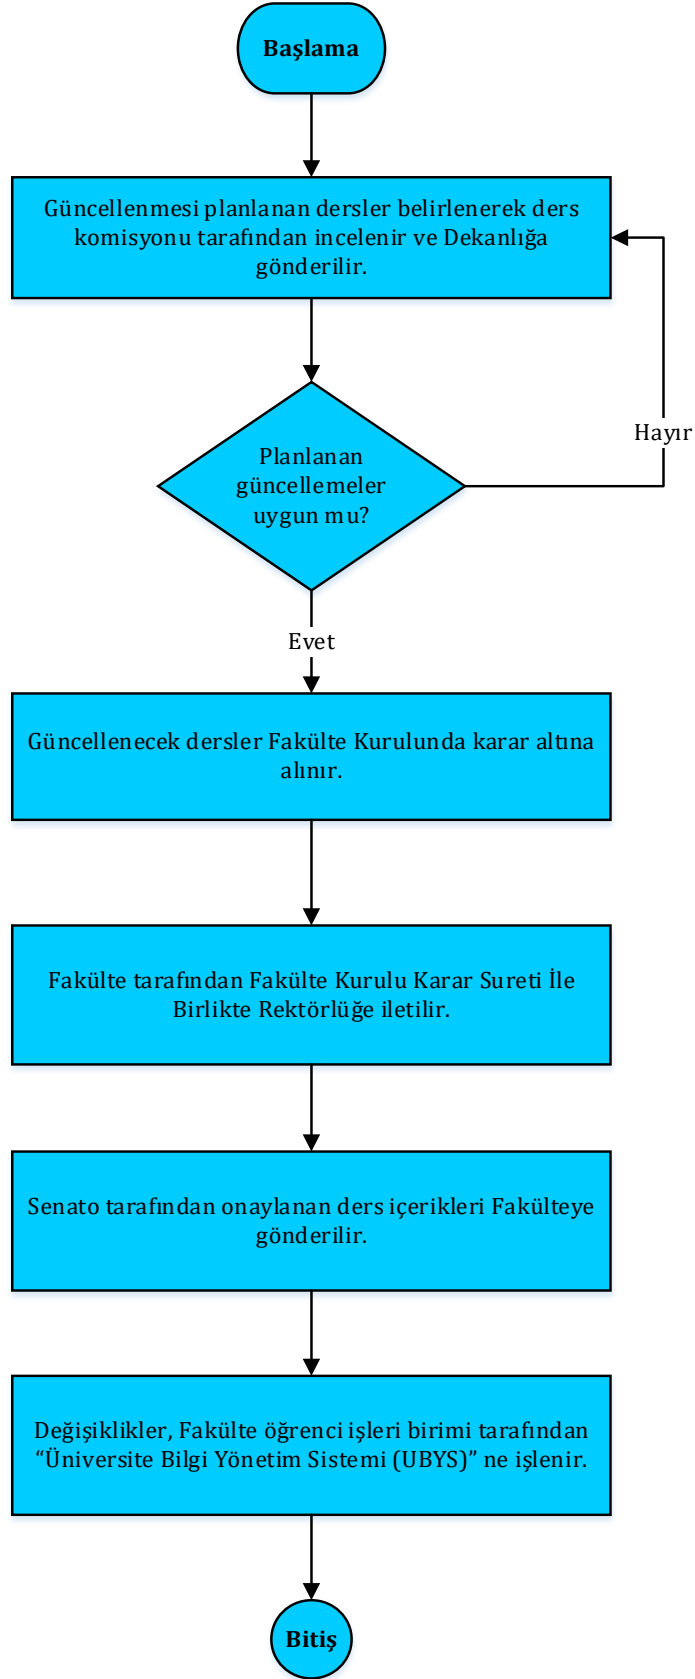 Başlama
Güncellenmesi planlanan dersler belirlenerek ders
komisyonu tarafından incelenir ve Dekanlığa
gönderilir.
Hayır
Planlanan
güncellemeler
uygun mu?
Evet
Güncellenecek dersler Fakülte Kurulunda karar altına
alınır.
Fakülte tarafından Fakülte Kurulu Karar Sureti İle
Birlikte Rektörlüğe iletilir.
Senato tarafından onaylanan ders içerikleri Fakülteye
gönderilir.
Değişiklikler, Fakülte öğrenci işleri birimi tarafından
“Üniversite Bilgi Yönetim Sistemi (UBYS)” ne işlenir.
Bitiş